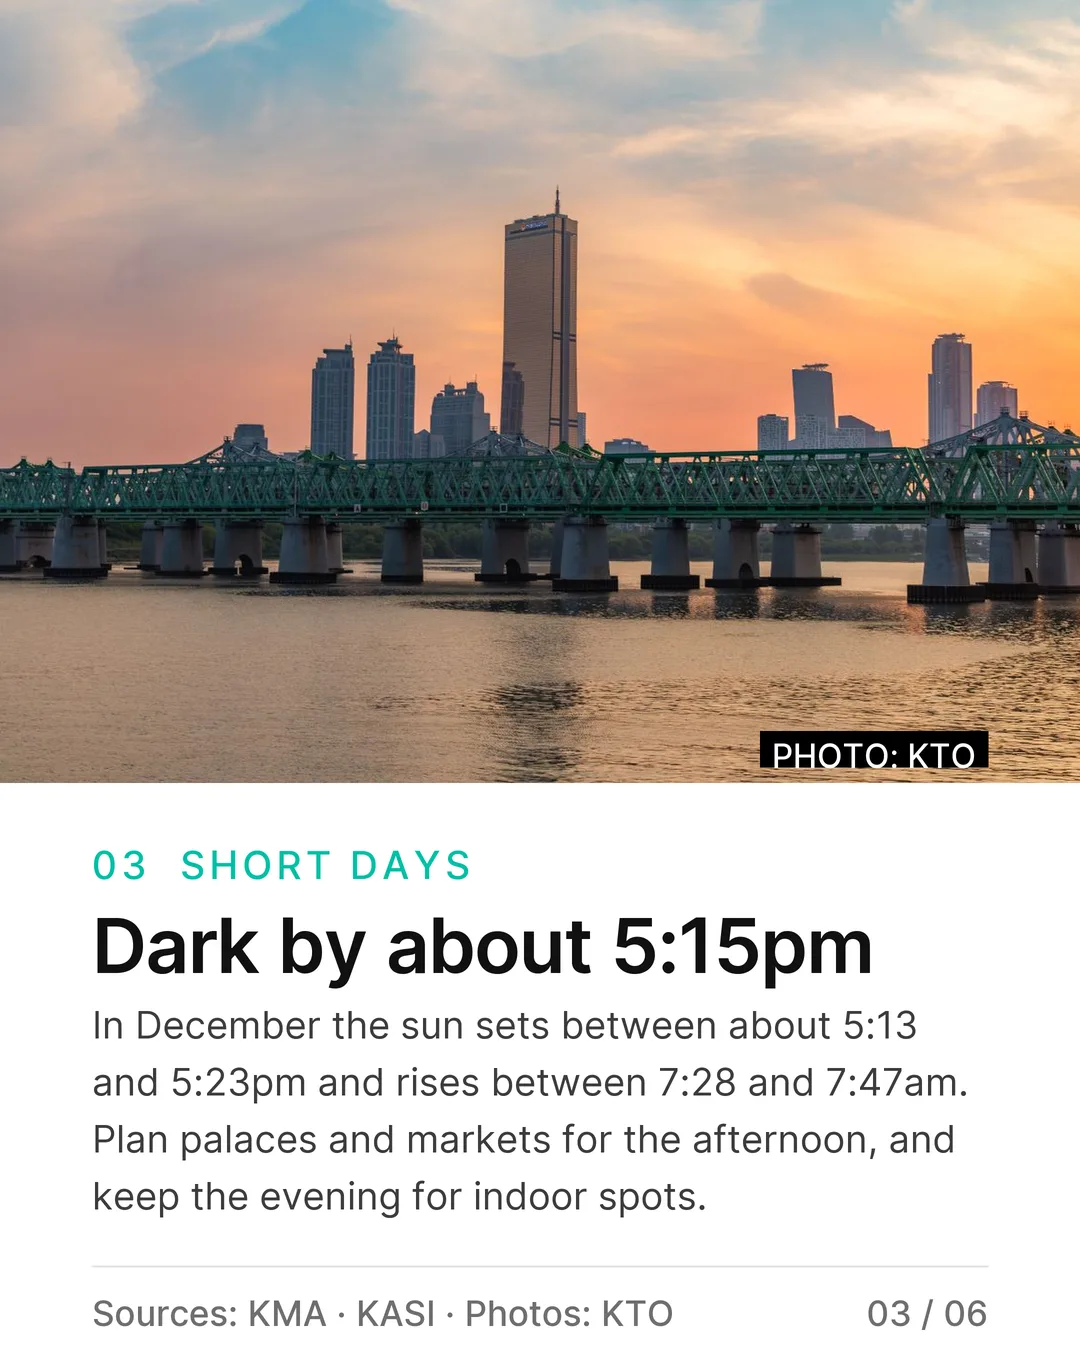 PHOTO: KTO
03 SHORT DAYS
Dark by about 5:15pm
In December the sun sets between about 5:13
and 5:23pm and rises between 7:28 and 7:47am.
Plan palaces and markets for the afternoon, and
keep the evening for indoor spots.
Sources: KMA · KASI · Photos: KTO
03 / 06